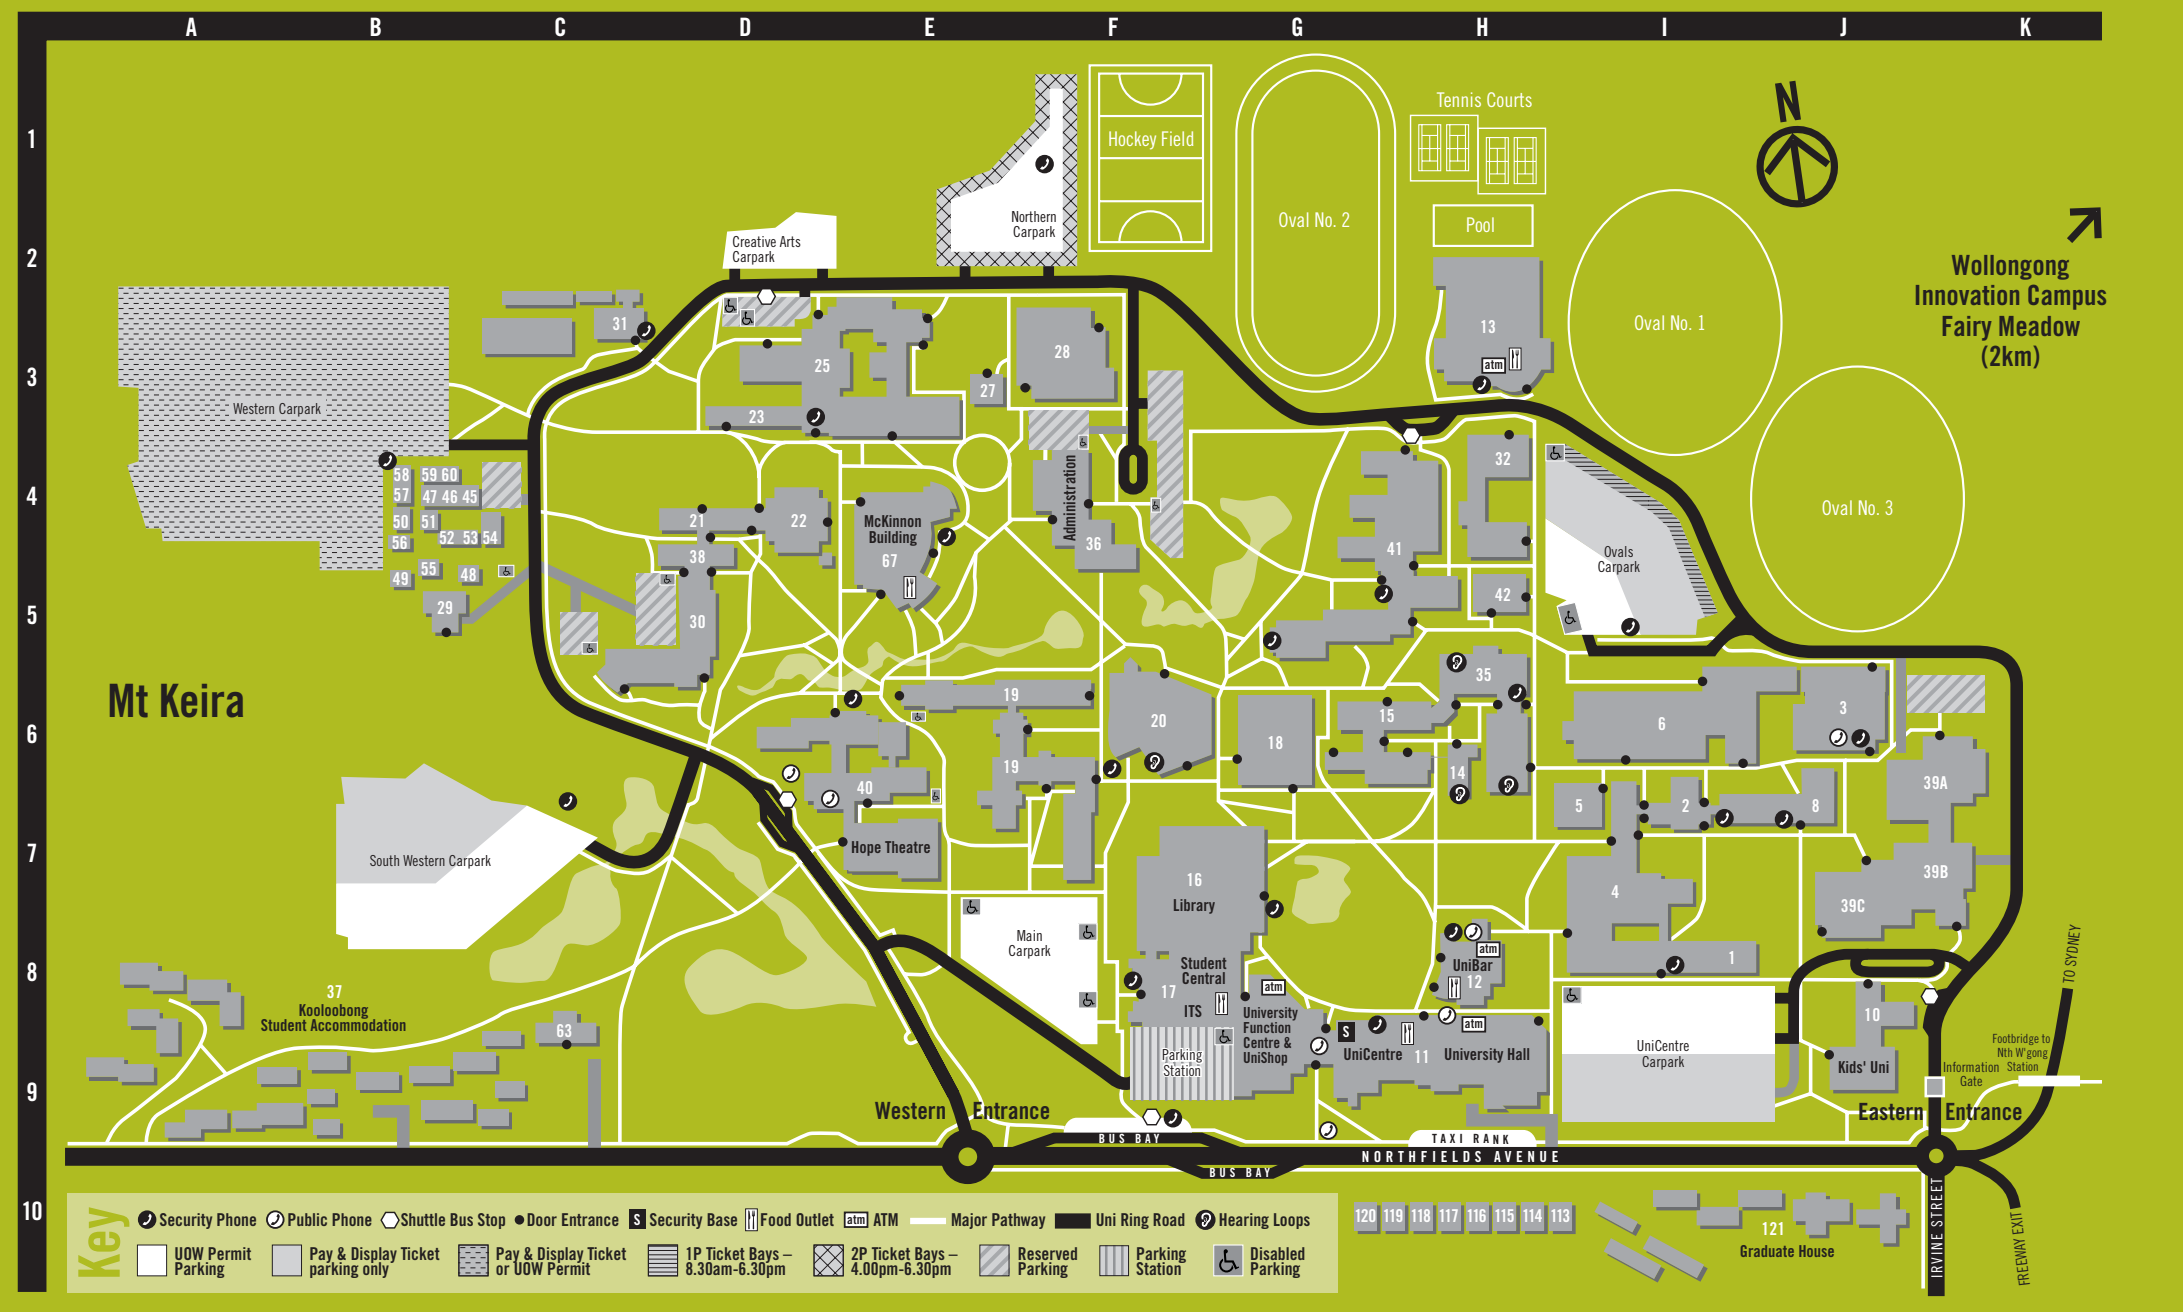 A B C D E F G H I J K
1
2
3
4
5
6
7
8
9
10
N
Hockey Field
Oval No. 2
Tennis Courts
Pool
Oval No. 1
Oval No. 3
Wollongong
Innovation Campus
Fairy Meadow
(2km)
Northern
Carpark
Creative Arts
Carpark
Western Carpark
31
25
23
27
28
13
atm
58 59 60
57 47 46 45
50 51
56 52 53 54
49 55 48
29
21
22
38
30
McKinnon
Building
67
Administration
36
41
32
42
Ovals
Carpark
Mt Keira
19
19
20
18
15
35
14
6
3
5
2
8
39A
39B
39C
40
Hope Theatre
South Western Carpark
16
Library
Main
Carpark
Student
Central
17
ITS
atm
University
Function
Centre &
UniShop
Parking
Station
atm
UniBar
12
S
UniCentre
11
atm
University Hall
4
1
UniCentre
Carpark
10
Kids' Uni
Information
Gate
Footbridge to
Nth W'gong
Station
TO SYDNEY
37
Kooloobong
Student Accommodation
63
Western Entrance
Eastern Entrance
BUS BAY
BUS BAY
TAXI RANK
NORTHFIELDS AVENUE
IRVINE STREET
FREEWAY EXIT
120 119 118 117 116 115 114 113
121
Graduate House
Key
Security Phone
Public Phone
Shuttle Bus Stop
Door Entrance
S Security Base
Food Outlet
atm ATM
Major Pathway
Uni Ring Road
Hearing Loops
UOW Permit
Parking
Pay & Display Ticket
parking only
Pay & Display Ticket
or UOW Permit
1P Ticket Bays –
8.30am-6.30pm
2P Ticket Bays –
4.00pm-6.30pm
Reserved
Parking
Parking
Station
Disabled
Parking